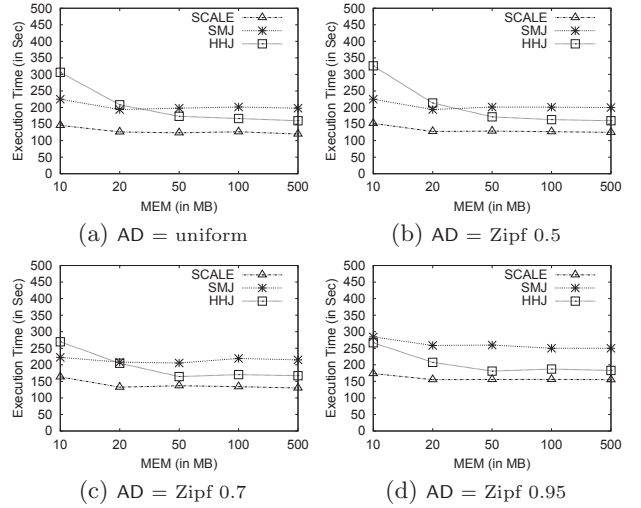 Execution Time (in Sec)
500
450
400
350
300
250
200
150
100
50
0
SCALE
SMJ
HHJ
10 20 50 100 500
MEM (in MB)
(a) AD = uniform
Execution Time (in Sec)
500
450
400
350
300
250
200
150
100
50
0
SCALE
SMJ
HHJ
10 20 50 100 500
MEM (in MB)
(b) AD = Zipf 0.5
Execution Time (in Sec)
500
450
400
350
300
250
200
150
100
50
0
SCALE
SMJ
HHJ
10 20 50 100 500
MEM (in MB)
(c) AD = Zipf 0.7
Execution Time (in Sec)
500
450
400
350
300
250
200
150
100
50
0
SCALE
SMJ
HHJ
10 20 50 100 500
MEM (in MB)
(d) AD = Zipf 0.95